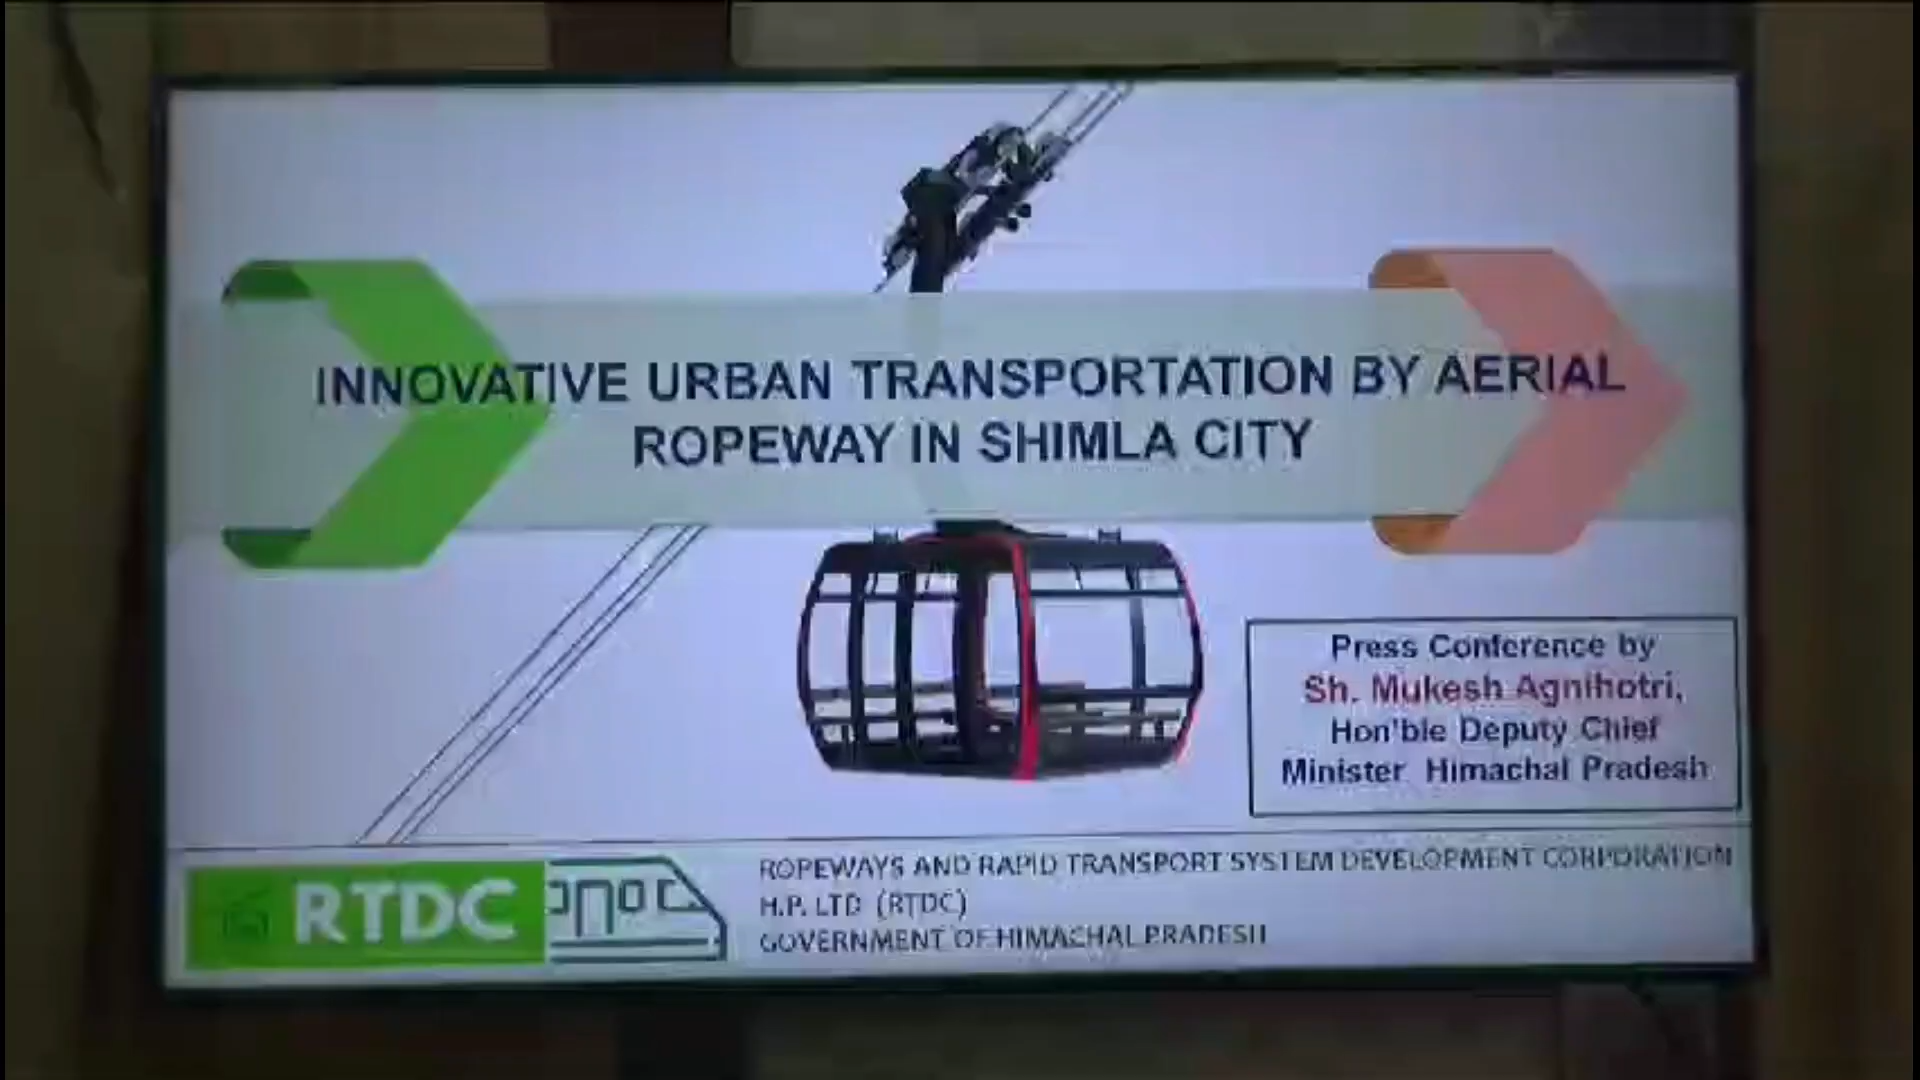 INNOVATIVE URBAN TRANSPORTATION BY AERIAL
ROPEWAY IN SHIMLA CITY
Press Conference by
Sh. Mukesh Agnihotri,
Hon'ble Deputy Chief
Minister Himachal Pradesh
RTDC
ROPEWAYS AND RAPID TRANSPORT SYSTEM DEVELOPMENT CORPORATION
H.P. LTD (RTDC)
GOVERNMENT OF HIMACHAL PRADESH